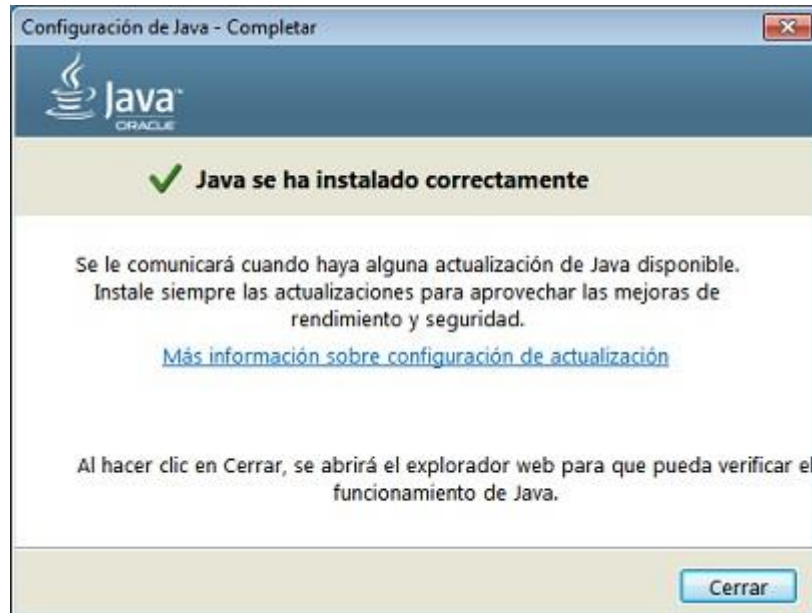 Configuración de Java - Completar
Java™
ORACLE
Java se ha instalado correctamente
Se le comunicará cuando haya alguna actualización de Java disponible.
Instale siempre las actualizaciones para aprovechar las mejoras de
rendimiento y seguridad.
Más información sobre configuración de actualización
Al hacer clic en Cerrar, se abrirá el explorador web para que pueda verificar el
funcionamiento de Java.
Cerrar